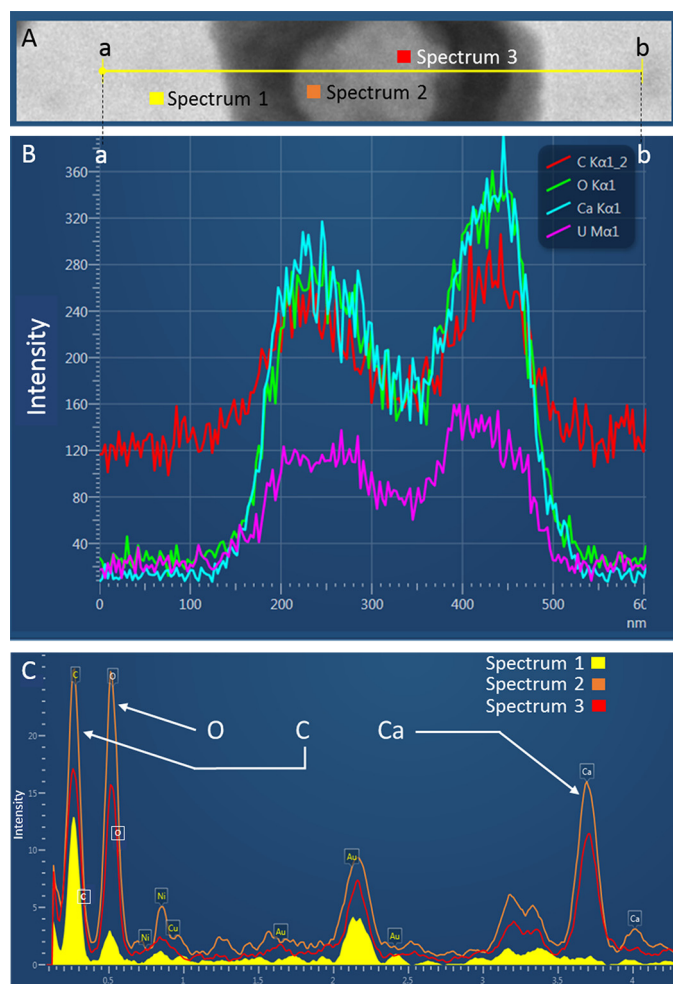 A
a
b
Spectrum 3
Spectrum 1
Spectrum 2
B
a
b
C Kα1_2
O Kα1
Ca Kα1
U Mα1
360
320
280
240
200
160
120
80
40
Intensity
0 100 200 300 400 500 60
nm
C
Spectrum 1
Spectrum 2
Spectrum 3
C O
O C Ca
Ca
20
15
10
5
0
Intensity
Au
O
Ni
C
Ni Cu Au Au Ca
0.5 1 1.5 2 2.5 3 3.5 4